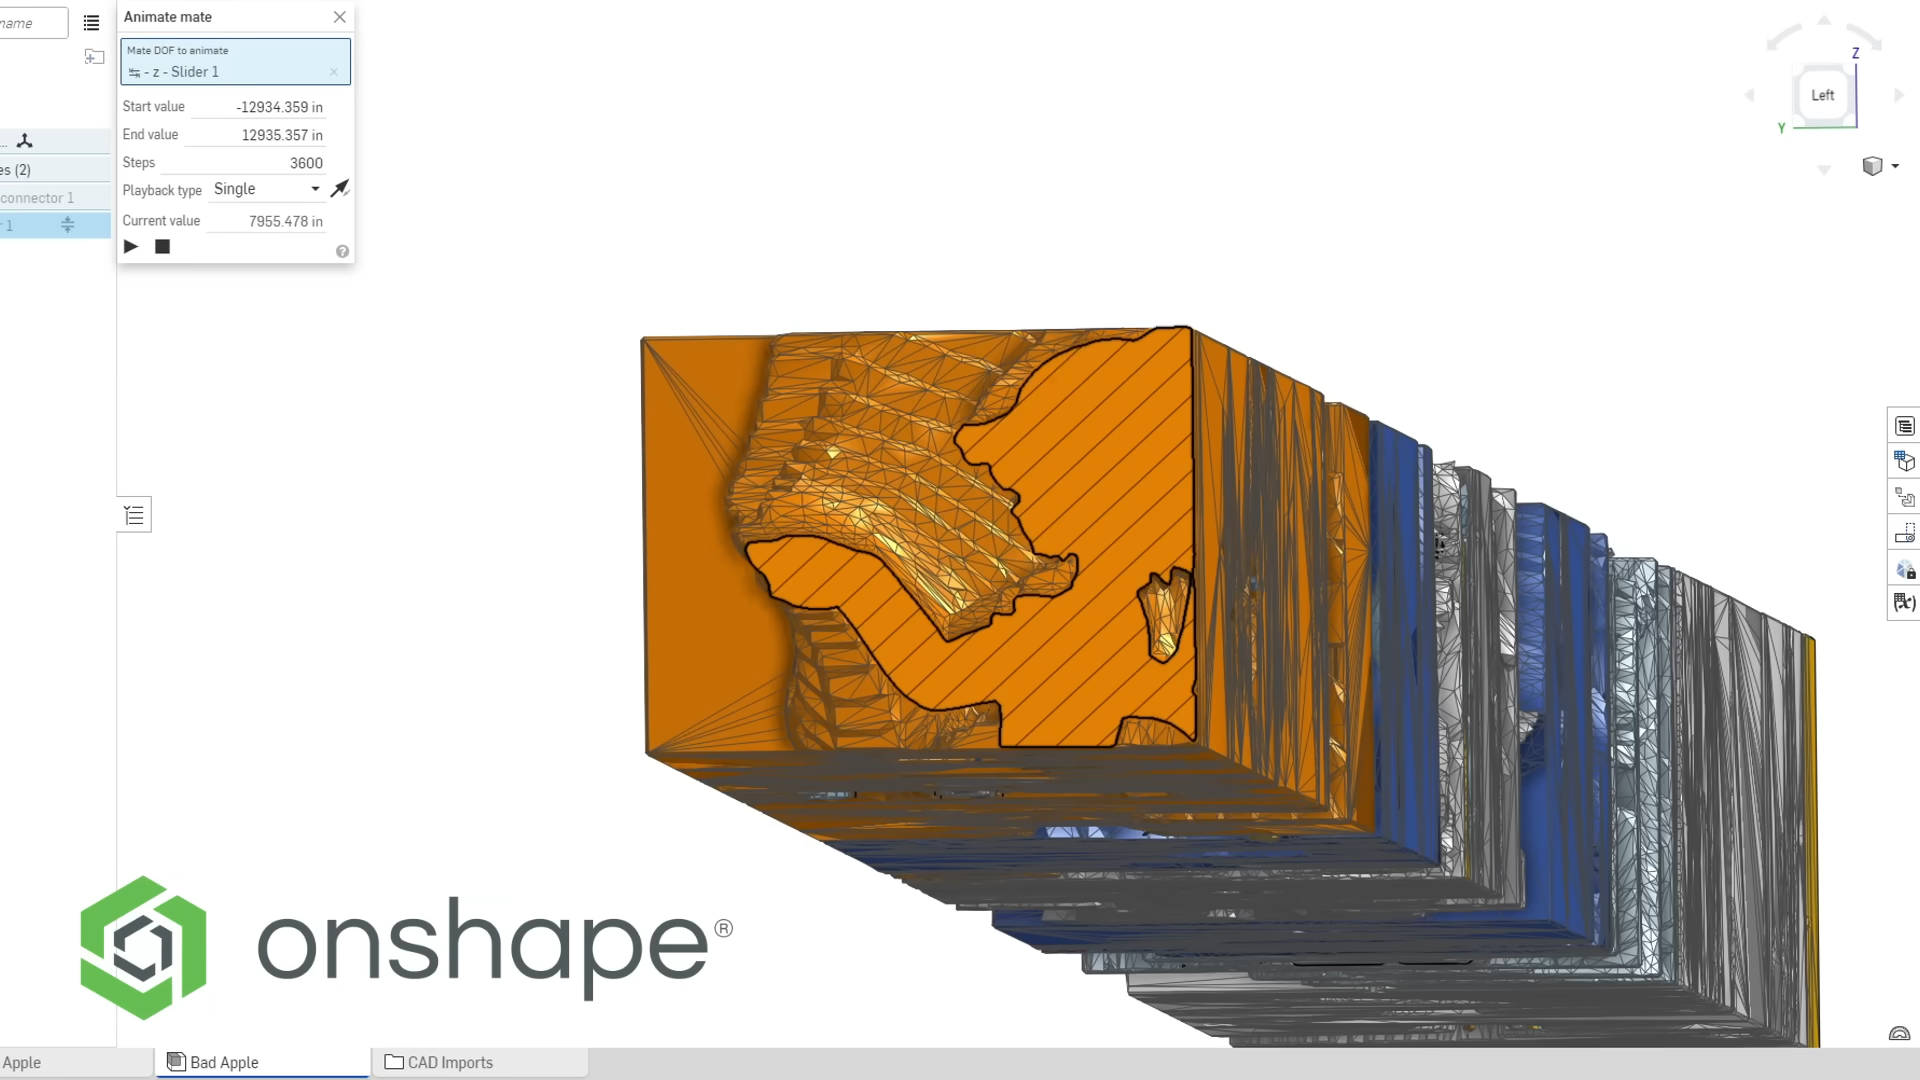 name
Animate mate
Mate DOF to animate
- z - Slider 1
Start value -12934.359 in
End value 12935.357 in
Steps 3600
Playback type Single
Current value 7955.478 in
...
es (2)
connector 1
r 1
Z
Left
Y
(x)
onshape®
Apple
Bad Apple
CAD Imports